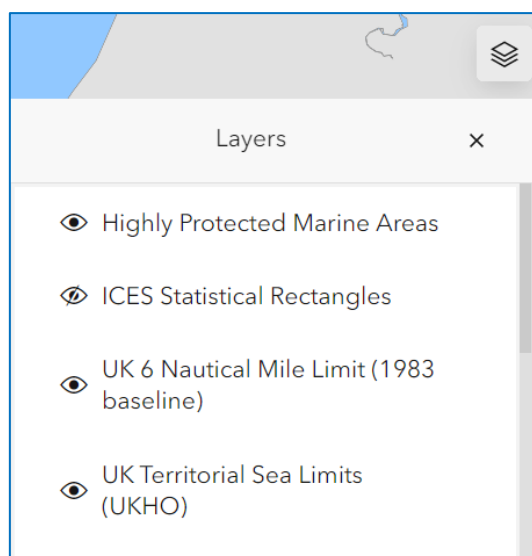 Layers
Highly Protected Marine Areas
ICES Statistical Rectangles
UK 6 Nautical Mile Limit (1983
baseline)
UK Territorial Sea Limits
(UKHO)